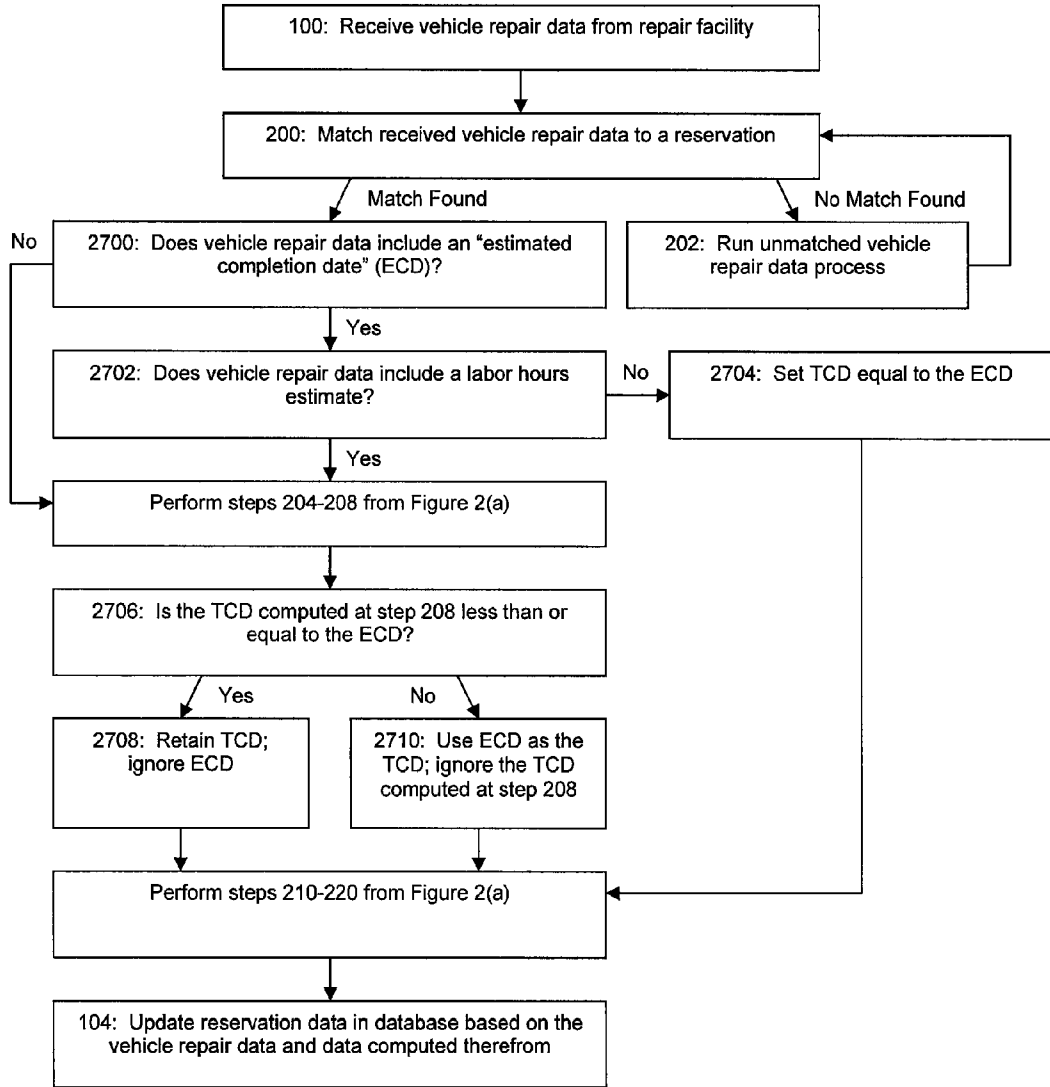 100: Receive vehicle repair data from repair facility
200: Match received vehicle repair data to a reservation
Match Found
No Match Found
No
2700: Does vehicle repair data include an “estimated
completion date” (ECD)?
202: Run unmatched vehicle
repair data process
Yes
2702: Does vehicle repair data include a labor hours
estimate?
No
2704: Set TCD equal to the ECD
Yes
Perform steps 204-208 from Figure 2(a)
2706: Is the TCD computed at step 208 less than or
equal to the ECD?
Yes
No
2708: Retain TCD;
ignore ECD
2710: Use ECD as the
TCD; ignore the TCD
computed at step 208
Perform steps 210-220 from Figure 2(a)
104: Update reservation data in database based on the
vehicle repair data and data computed therefrom